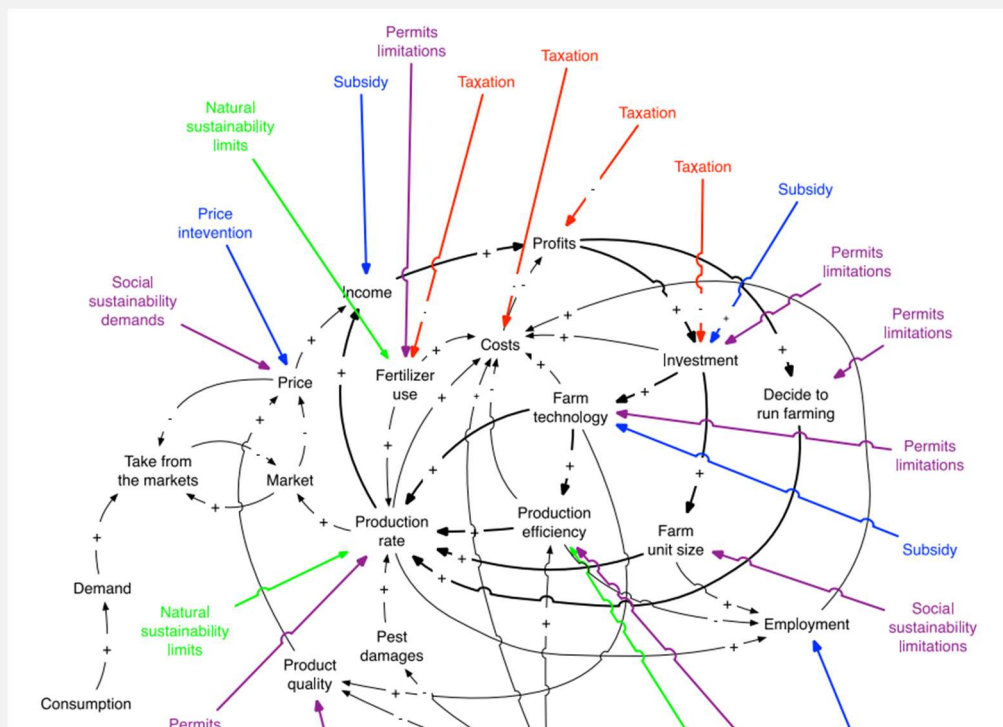 Permits
limitations
Taxation
Subsidy
Taxation
Natural
sustainability
limits
Taxation
Taxation
Subsidy
Price
intevention
Profits
Permits
limitations
Social
sustainability
demands
Income
Permits
limitations
Costs
Investment
Price
Fertilizer
use
Decide to
run farming
Farm
technology
Permits
limitations
Take from
the markets
Market
Production
rate
Production
efficiency
Farm
unit size
Subsidy
Demand
Natural
sustainability
limits
Employment
Social
sustainability
limitations
Pest
damages
Product
quality
Consumption
Permits